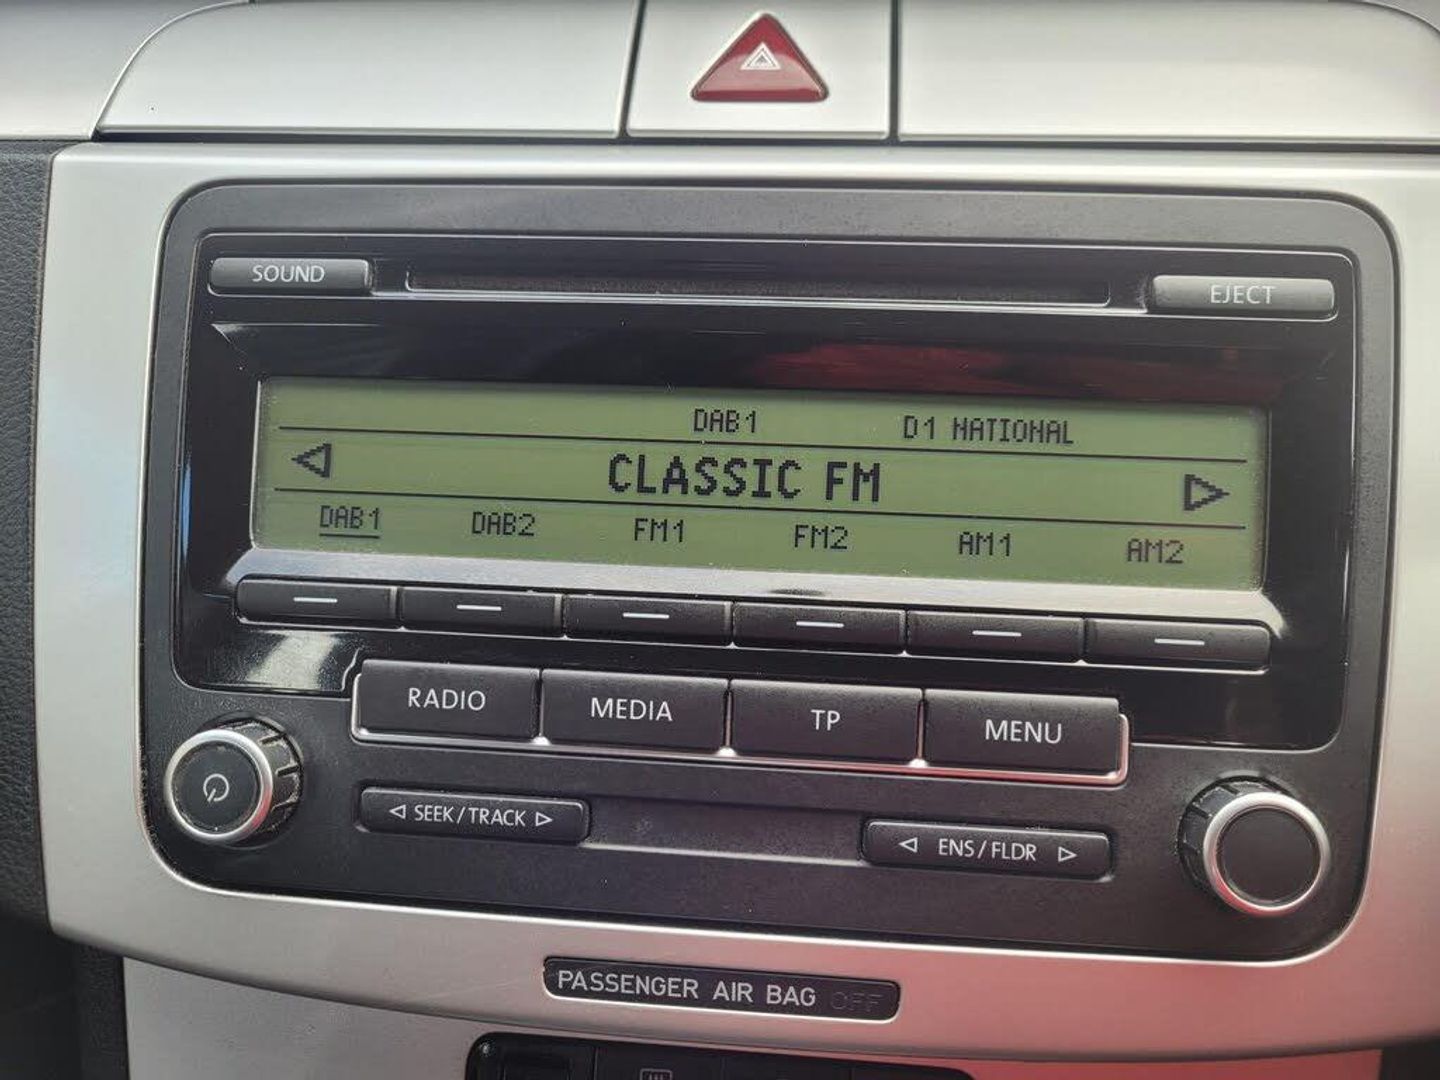 SOUND
EJECT
DAB1 D1 NATIONAL
CLASSIC FM
DAB1 DAB2 FM1 FM2 AM1 AM2
RADIO MEDIA TP MENU
SEEK/TRACK
ENS/FLDR
PASSENGER AIR BAG OFF